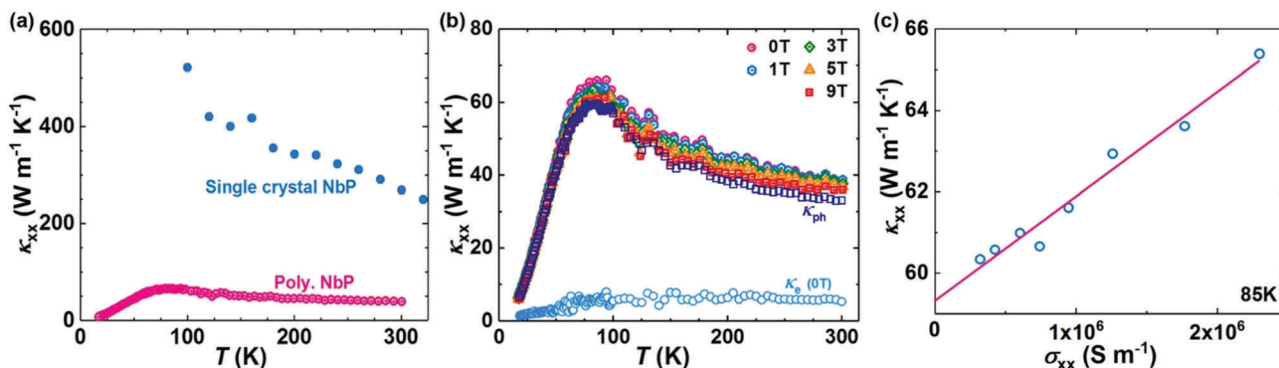 (a)
600
400
200
0
κxx (W m⁻¹ K⁻¹)
Single crystal NbP
Poly. NbP
0 100 200 300
T (K)
(b)
80
60
40
20
0
κxx (W m⁻¹ K⁻¹)
0T 3T
1T 5T
9T
κph
κe (0T)
0 100 200 300
T (K)
(c)
66
64
62
60
κxx (W m⁻¹ K⁻¹)
85K
0 1x10⁶ 2x10⁶
σxx (S m⁻¹)